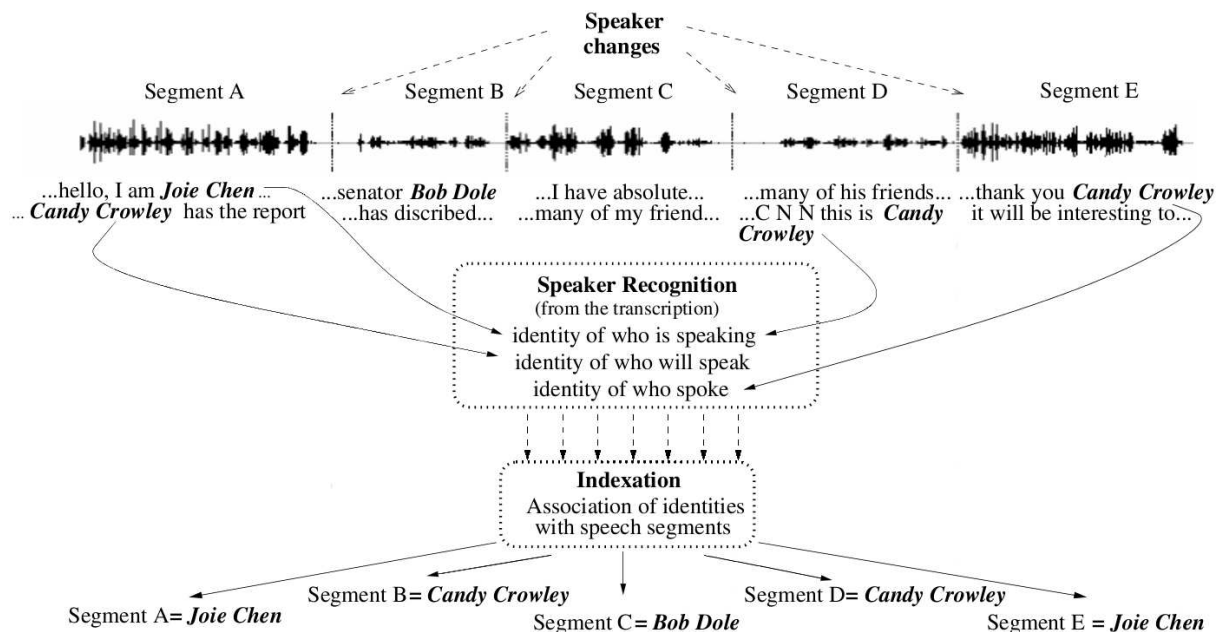 Speaker
changes
Segment A
Segment B
Segment C
Segment D
Segment E
...hello, I am Joie Chen ...
... Candy Crowley has the report
...senator Bob Dole
...has discribed...
...I have absolute...
...many of my friend...
...many of his friends...
...C N N this is Candy
Crowley
...thank you Candy Crowley
it will be interesting to...
Speaker Recognition
(from the transcription)
identity of who is speaking
identity of who will speak
identity of who spoke
Indexation
Association of identities
with speech segments
Segment A= Joie Chen
Segment B= Candy Crowley
Segment C= Bob Dole
Segment D= Candy Crowley
Segment E = Joie Chen